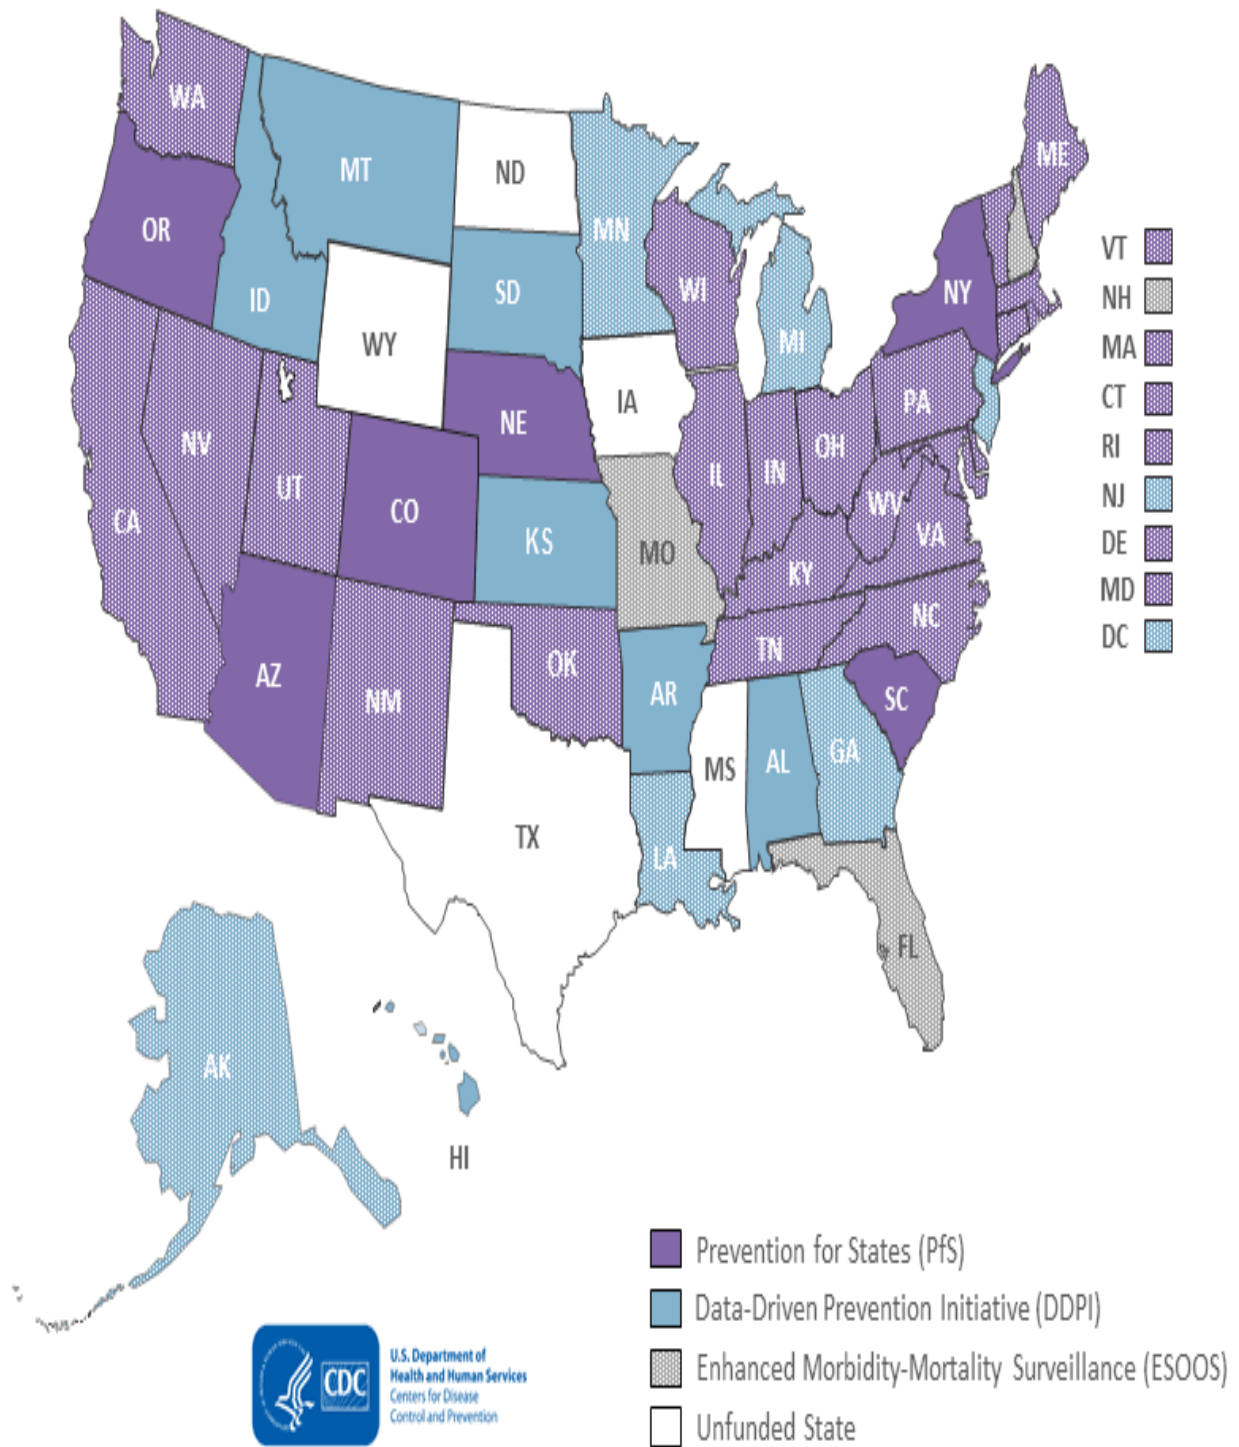 WA
MT
ND
ME
OR
MN
VT
ID
SD
WI
NY
NH
WY
MI
MA
IA
PA
CT
NE
NV
OH
RI
UT
IL
IN
NJ
CO
CA
KS
WV
VA
DE
MO
KY
MD
NC
DC
AZ
NM
OK
TN
AR
SC
MS
AL
GA
TX
LA
FL
AK
HI
Prevention for States (PfS)
Data-Driven Prevention Initiative (DDPI)
Enhanced Morbidity-Mortality Surveillance (ESOOS)
Unfunded State
CDC
U.S. Department of
Health and Human Services
Centers for Disease
Control and Prevention